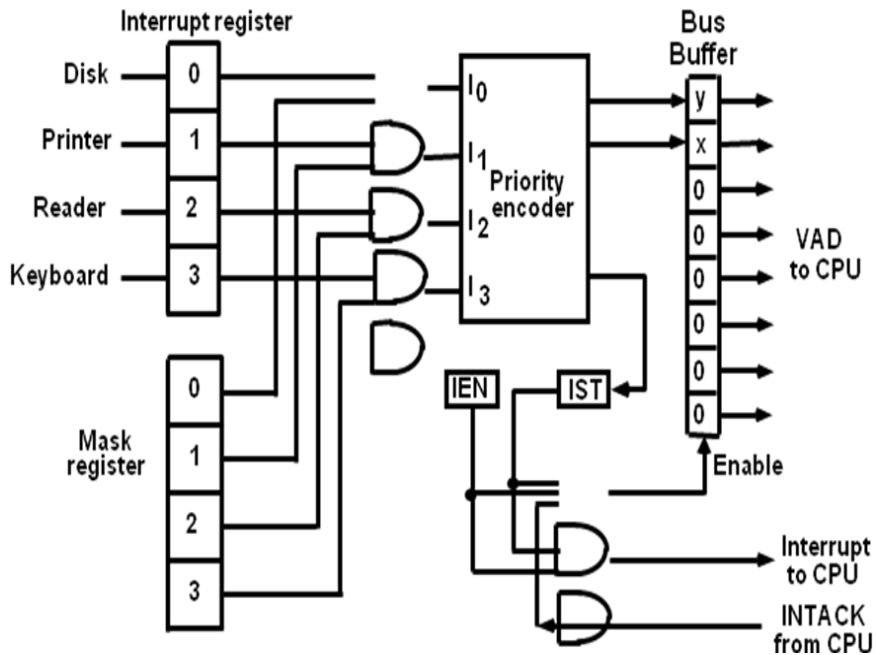 Interrupt register
Disk
Printer
Reader
Keyboard
0
1
2
3
Mask
register
0
1
2
3
I0
I1
I2
I3
Priority
encoder
IEN
IST
Bus
Buffer
y
x
0
0
0
0
0
0
VAD
to CPU
Enable
Interrupt
to CPU
INTACK
from CPU